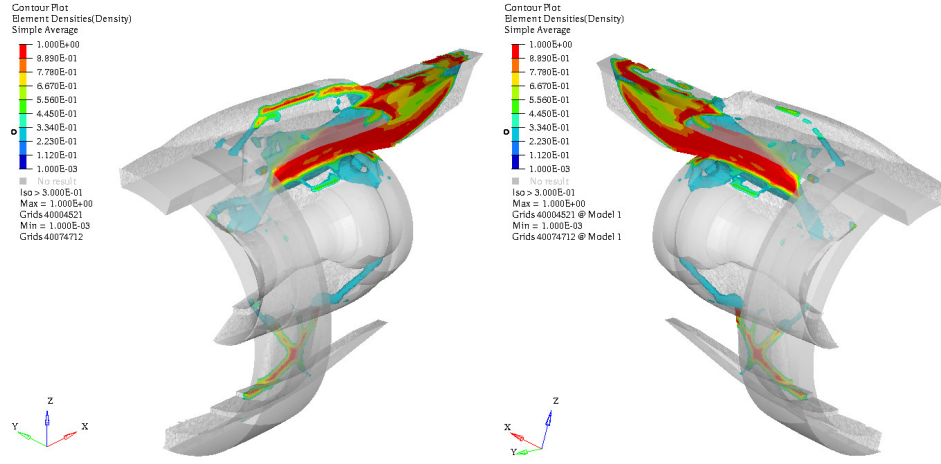 Contour Plot
Element Densities(Density)
Simple Average
1.000E+00
8.890E-01
7.780E-01
6.670E-01
5.560E-01
4.450E-01
3.340E-01
2.230E-01
1.120E-01
1.000E-03
No result
Iso > 3.000E-01
Max = 1.000E+00
Grids 40004521
Min = 1.000E-03
Grids 40074712
Z
Y
X
Contour Plot
Element Densities(Density)
Simple Average
1.000E+00
8.890E-01
7.780E-01
6.670E-01
5.560E-01
4.450E-01
3.340E-01
2.230E-01
1.120E-01
1.000E-03
No result
Iso > 3.000E-01
Max = 1.000E+00
Grids 40004521 @ Model 1
Min = 1.000E-03
Grids 40074712 @ Model 1
Z
X
Y